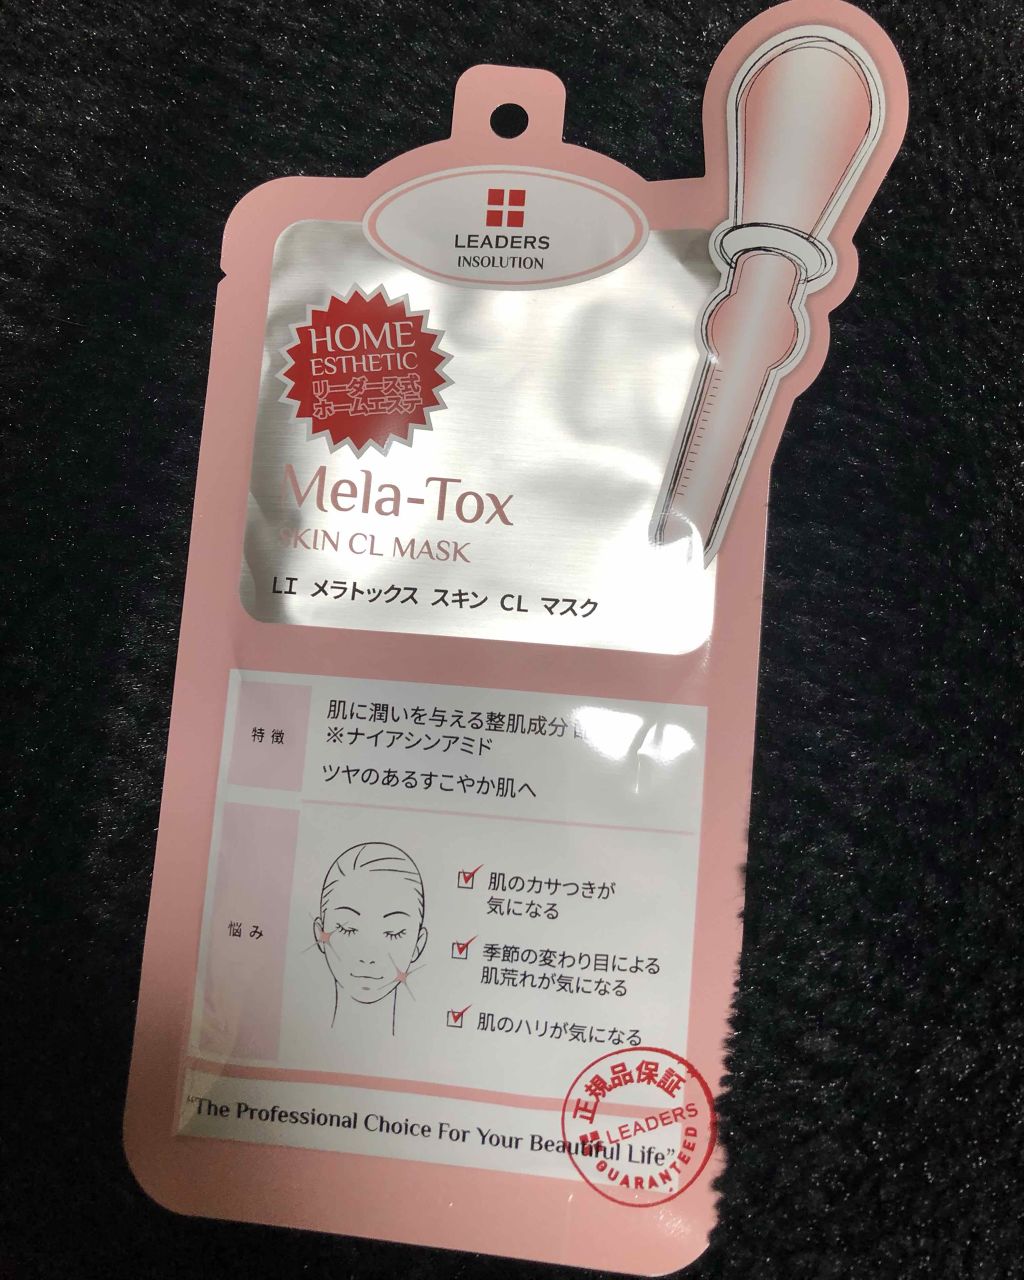 LEADERS
INSOLUTION
HOME
ESTHETIC
リーダース式
ホームエステ
Mela-Tox
SKIN CL MASK
LI メラトックス スキン CL マスク
特徴
肌に潤いを与える整肌成分
※ナイアシンアミド
ツヤのあるすこやか肌へ
悩み
肌のカサつきが
気になる
季節の変わり目による
肌荒れが気になる
肌のハリが気になる
"The Professional Choice For Your Beautiful Life"
正規品保証
LEADERS
GUARANTEED